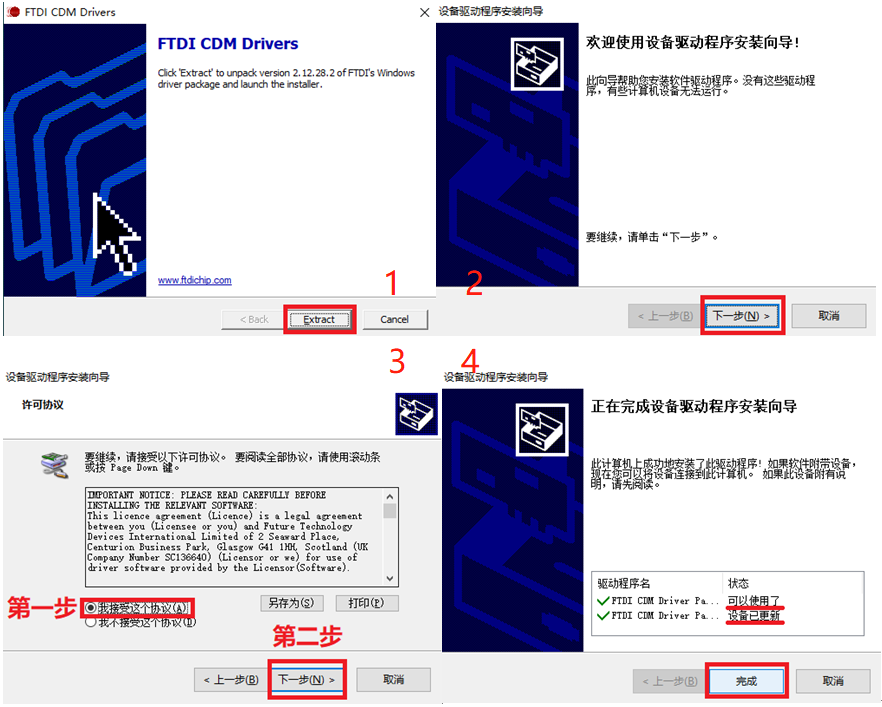 FTDI CDM Drivers
FTDI CDM Drivers
Click 'Extract' to unpack version 2.12.28.2 of FTDI's Windows
driver package and launch the installer.
www.ftdichip.com
1
< Back
Extract
Cancel
设备驱动程序安装向导
欢迎使用设备驱动程序安装向导!
此向导帮助您安装软件驱动程序。没有这些驱动程
序，有些计算机设备无法运行。
要继续，请单击“下一步”。
2
< 上一步(B)
下一步(N) >
取消
3
设备驱动程序安装向导
许可协议
要继续，请接受以下许可协议。要阅读全部协议，请使用滚动条
或按 Page Down 键。
IMPORTANT NOTICE: PLEASE READ CAREFULLY BEFORE
INSTALLING THE RELEVANT SOFTWARE:
This licence agreement (Licence) is a legal agreement
between you (Licensee or you) and Future Technology
Devices International Limited of 2 Seaward Place,
Centurion Business Park, Glasgow G41 1HH, Scotland (UK
Company Number SC136640) (Licensor or we) for use of
driver software provided by the Licensor(Software).
第一步
我接受这个协议(A)
我不接受这个协议(D)
另存为(S)
打印(P)
第二步
< 上一步(B)
下一步(N) >
取消
4
设备驱动程序安装向导
正在完成设备驱动程序安装向导
此计算机上成功地安装了此驱动程序!
如果软件附带设备，
现在您可以将设备连接到此计算机。如果此设备附有说
明，请先阅读。
驱动程序名 状态
FTDI CDM Driver Pa... 可以使用了
FTDI CDM Driver Pa... 设备已更新
< 上一步(B)
完成
取消